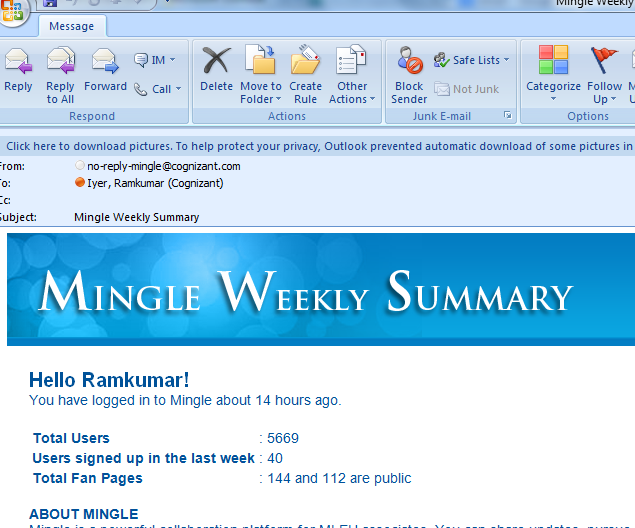 Mingle Weekly
Message
Reply
Reply to All
Forward
IM
Call
Respond
Delete
Move to Folder
Create Rule
Other Actions
Actions
Block Sender
Safe Lists
Not Junk
Junk E-mail
Categorize
Follow Up
Options
Click here to download pictures. To help protect your privacy, Outlook prevented automatic download of some pictures in
From: no-reply-mingle@cognizant.com
To: Iyer, Ramkumar (Cognizant)
Cc:
Subject: Mingle Weekly Summary
MINGLE WEEKLY SUMMARY
Hello Ramkumar!
You have logged in to Mingle about 14 hours ago.
Total Users : 5669
Users signed up in the last week : 40
Total Fan Pages : 144 and 112 are public
ABOUT MINGLE